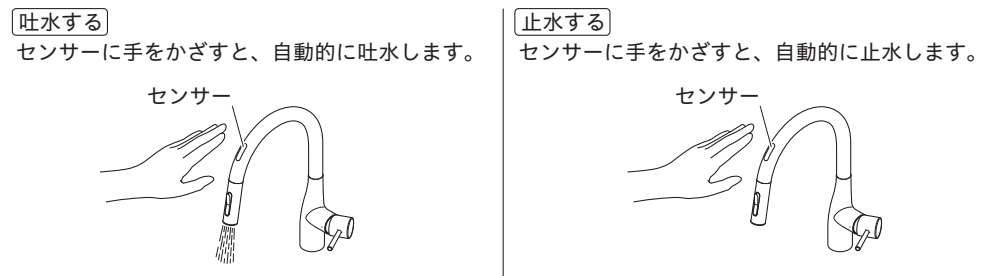 吐水する
センサーに手をかざすと、自動的に吐水します。
センサー
止水する
センサーに手をかざすと、自動的に止水します。
センサー